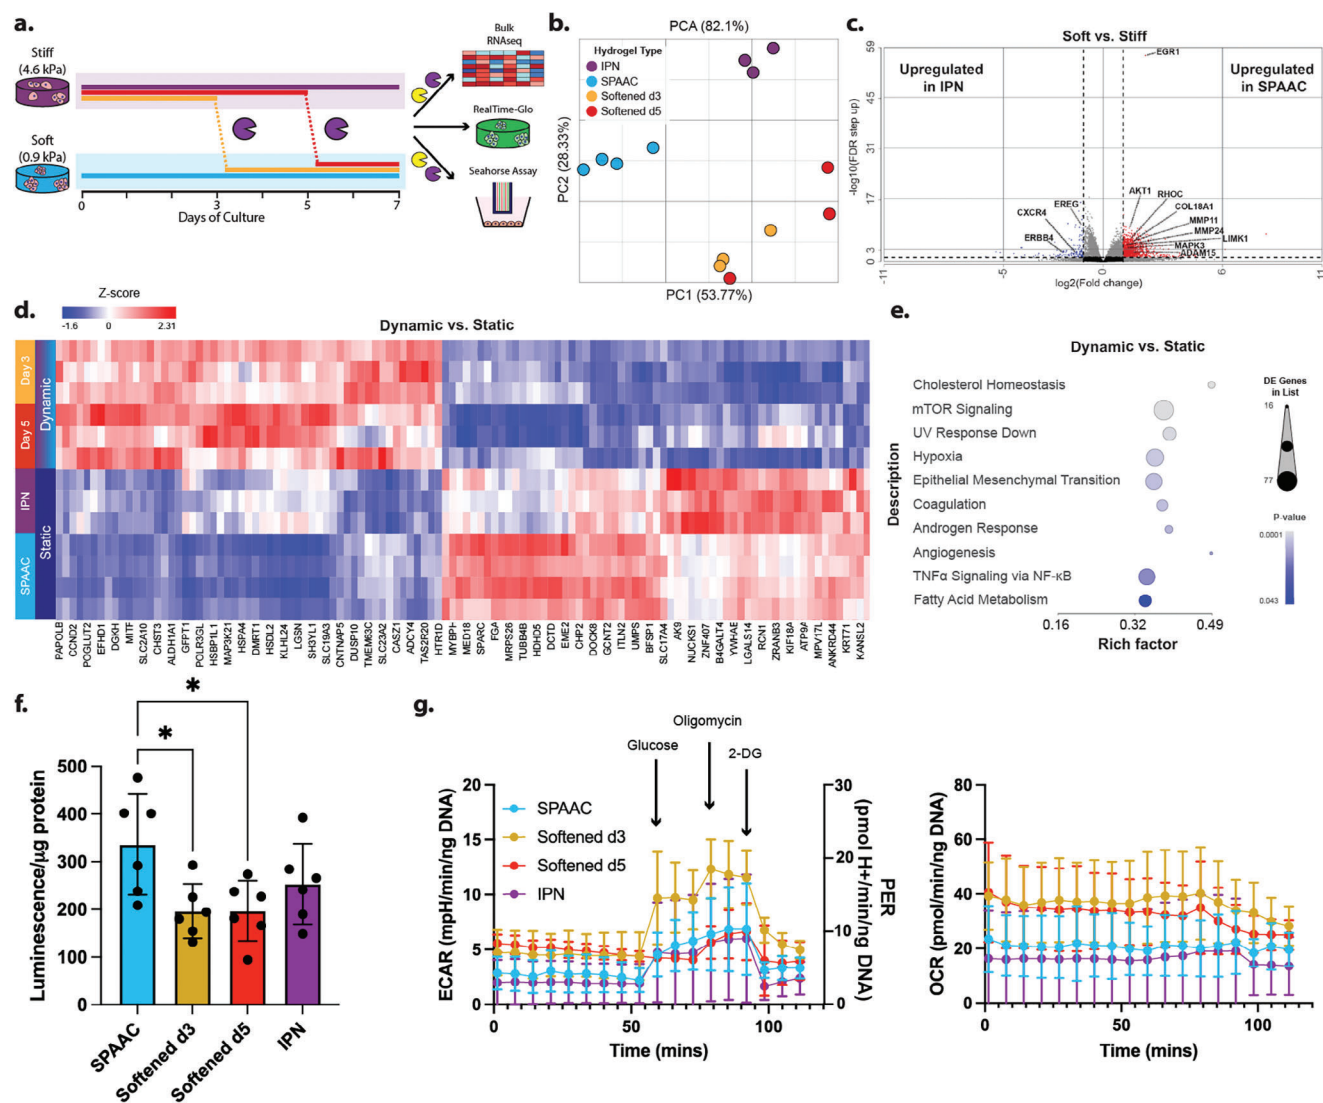 a.
Stiff
(4.6 kPa)
Soft
(0.9 kPa)
0
3
5
7
Days of Culture
Bulk
RNAseq
RealTime-Glo
Seahorse Assay
b.
PCA (82.1%)
Hydrogel Type
IPN
SPAAC
Softened d3
Softened d5
PC2 (28.33%)
PC1 (53.77%)
c.
Soft vs. Stiff
Upregulated
in IPN
Upregulated
in SPAAC
EGR1
AKT1
RHOC
COL18A1
MMP11
MMP24
LIMK1
MAPK3
ADAM15
EREG
CXCR4
ERBB4
-log10(FDR step up)
59
45
31
17
3
0
-11
-5
0
6
11
log2(Fold change)
d.
Z-score
-1.6
0
2.31
Dynamic vs. Static
Day 3
Day 5
IPN
SPAAC
Dynamic
Static
PAPOLB
CCND2
POGLUT2
EFHD1
DGKH
MITF
SLC22A10
CHST3
ALDH1A1
GFPT1
POLR3GL
HSBP1L1
MAP3K21
HSPA4
DMRT1
HSDL2
KLHL24
LGSN
SH3YL1
SLC19A3
CNTNAP5
DUSP10
TMEM63C
SLC23A2
CASZ1
ADCY4
TAS2R20
HTR1D
MYBP1
MED18
SPARC
FGA
MRPS26
TUBB4B
HDHD5
DCTD
EME2
CHP2
DOCK8
GCNT2
ITLN2
UMPS
BFSP1
SLC17A4
AK9
NUCKS1
ZNF407
B4GALT4
YWHAE
LGALS14
RCN1
ZRANB3
KIF18A
ATP9A
MPV17L
ANKRD44
KRT71
KANSL2
e.
Dynamic vs. Static
Description
Cholesterol Homeostasis
mTOR Signaling
UV Response Down
Hypoxia
Epithelial Mesenchymal Transition
Coagulation
Androgen Response
Angiogenesis
TNFα Signaling via NF-κB
Fatty Acid Metabolism
0.16
0.32
0.49
Rich factor
DE Genes
in List
16
77
P-value
0.0001
0.043
f.
*
*
Luminescence/µg protein
500
400
300
200
100
0
SPAAC
Softened d3
Softened d5
IPN
g.
Glucose
Oligomycin
2-DG
SPAAC
Softened d3
Softened d5
IPN
ECAR (mpH/min/ng DNA)
20
15
10
5
0
30
20
10
0
PER
(pmol H+/min/ng DNA)
0
50
100
Time (mins)
OCR (pmol/min/ng DNA)
80
60
40
20
0
0
50
100
Time (mins)